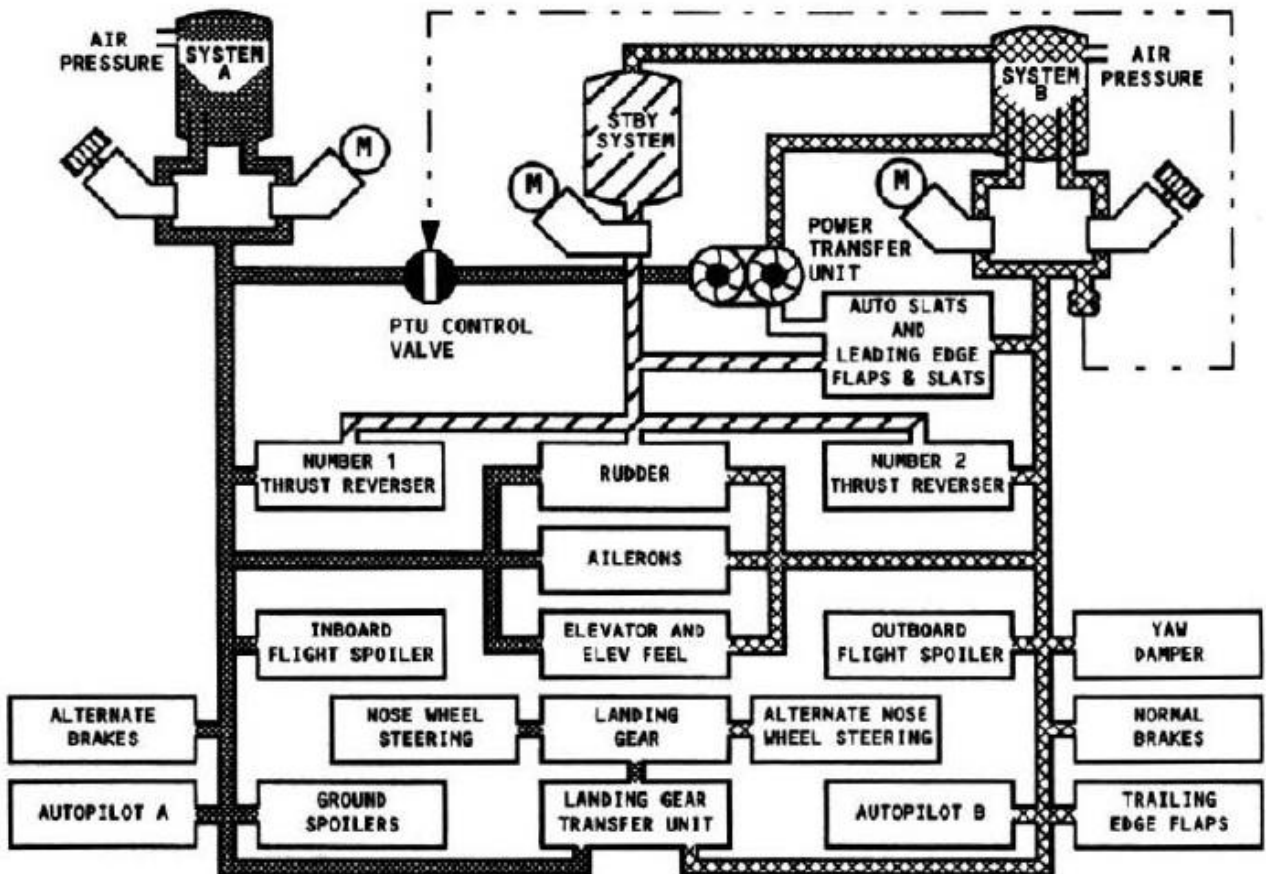 AIR
PRESSURE
SYSTEM
A
M
STBY
SYSTEM
M
SYSTEM
B
AIR
PRESSURE
M
POWER
TRANSFER
UNIT
PTU CONTROL
VALVE
AUTO SLATS
AND
LEADING EDGE
FLAPS & SLATS
NUMBER 1
THRUST REVERSER
RUDDER
NUMBER 2
THRUST REVERSER
AILERONS
INBOARD
FLIGHT SPOILER
ELEVATOR AND
ELEV FEEL
OUTBOARD
FLIGHT SPOILER
YAW
DAMPER
ALTERNATE
BRAKES
NOSE WHEEL
STEERING
LANDING
GEAR
ALTERNATE NOSE
WHEEL STEERING
NORMAL
BRAKES
AUTOPILOT A
GROUND
SPOILERS
LANDING GEAR
TRANSFER UNIT
AUTOPILOT B
TRAILING
EDGE FLAPS